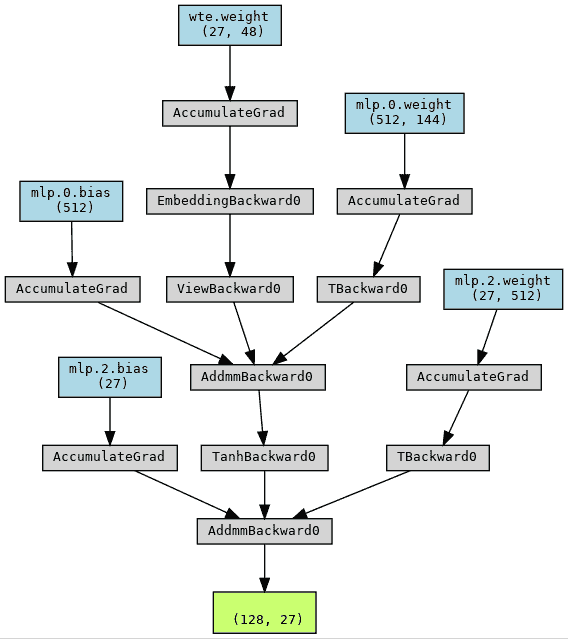 wte.weight
(27, 48)
AccumulateGrad
mlp.0.weight
(512, 144)
mlp.0.bias
(512)
EmbeddingBackward0
AccumulateGrad
AccumulateGrad
ViewBackward0
TBackward0
mlp.2.weight
(27, 512)
mlp.2.bias
(27)
AddmmBackward0
AccumulateGrad
AccumulateGrad
TanhBackward0
TBackward0
AddmmBackward0
(128, 27)